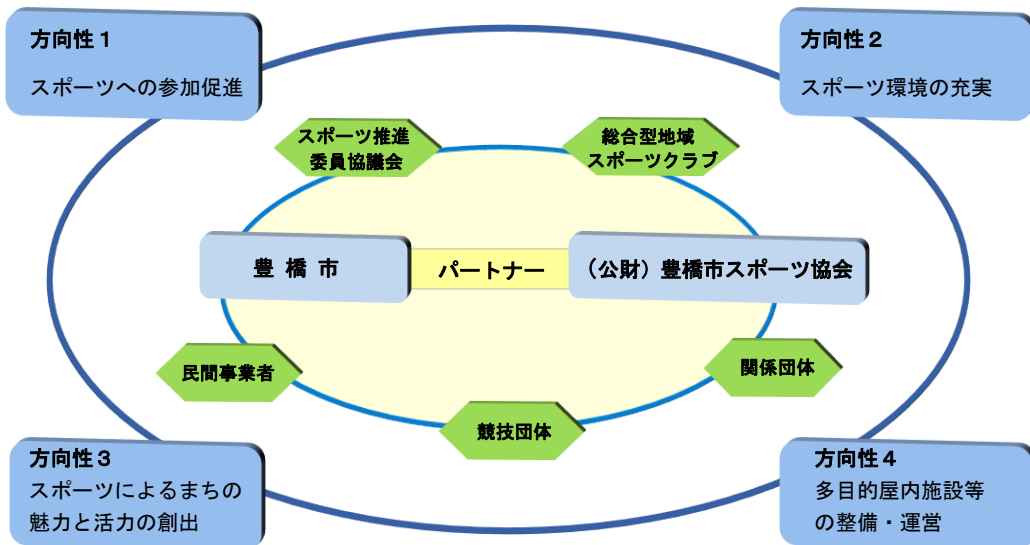 方向性１
スポーツへの参加促進
方向性２
スポーツ環境の充実
スポーツ推進
委員協議会
総合型地域
スポーツクラブ
豊橋市
パートナー
（公財）豊橋市スポーツ協会
民間事業者
関係団体
競技団体
方向性３
スポーツによるまちの
魅力と活力の創出
方向性４
多目的屋内施設等
の整備・運営